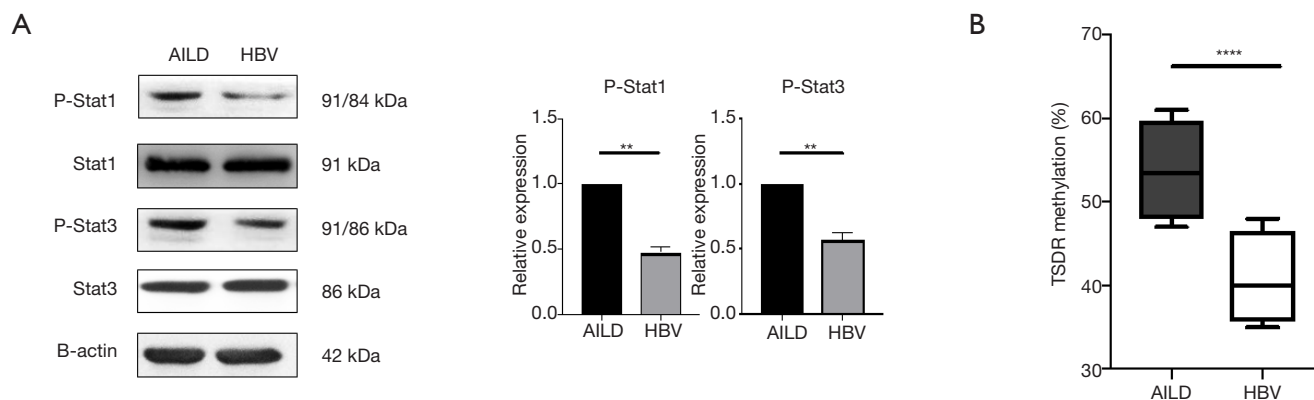 A
AILD HBV
P-Stat1 91/84 kDa
Stat1 91 kDa
P-Stat3 91/86 kDa
Stat3 86 kDa
B-actin 42 kDa
P-Stat1
Relative expression
1.5
1.0
0.5
0.0
**
AILD HBV
P-Stat3
Relative expression
1.5
1.0
0.5
0.0
**
AILD HBV
B
TSDR methylation (%)
70
60
50
40
30
****
AILD HBV